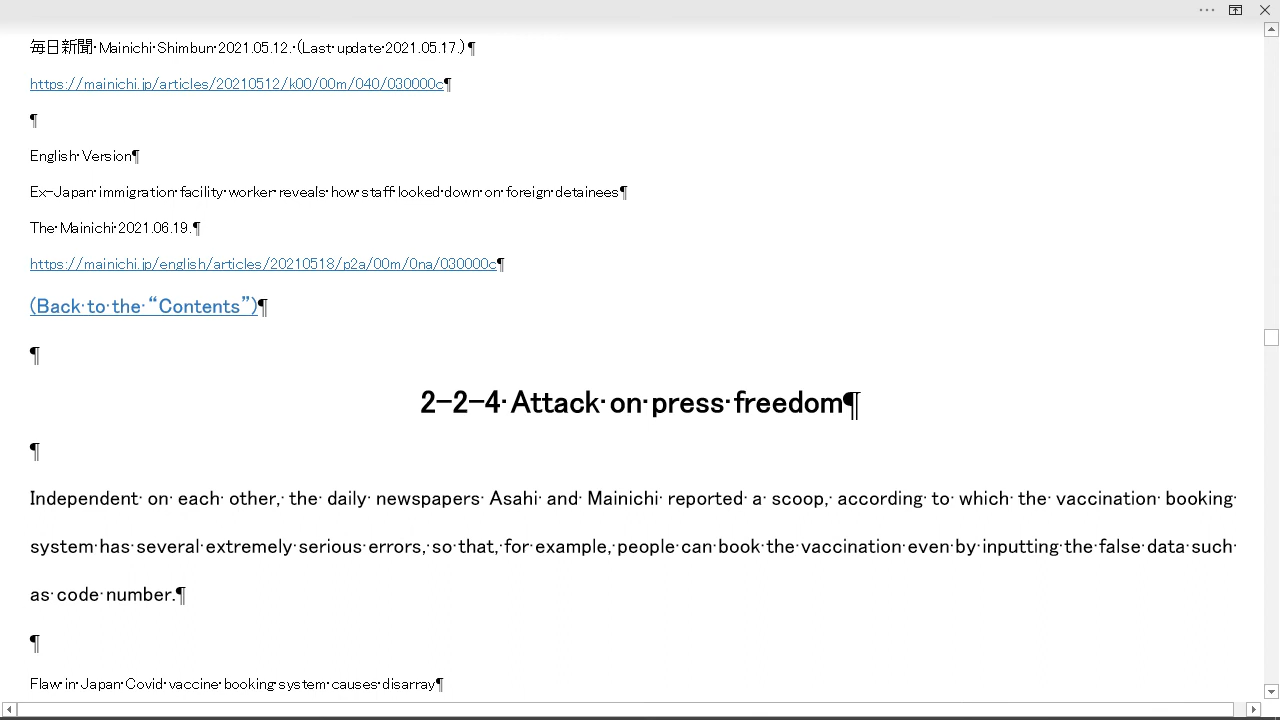 毎日新聞 Mainichi Shimbun 2021.05.12. (Last update 2021.05.17.)
https://mainichi.jp/articles/20210512/k00/00m/040/030000c
English Version
Ex-Japan immigration facility worker reveals how staff looked down on foreign detainees
The Mainichi 2021.06.19.
https://mainichi.jp/english/articles/20210518/p2a/00m/0na/030000c
(Back to the “Contents”)
2-2-4 Attack on press freedom
Independent on each other, the daily newspapers Asahi and Mainichi reported a scoop, according to which the vaccination booking
system has several extremely serious errors, so that, for example, people can book the vaccination even by inputting the false data such
as code number.
Flaw in Japan Covid vaccine booking system causes disarray